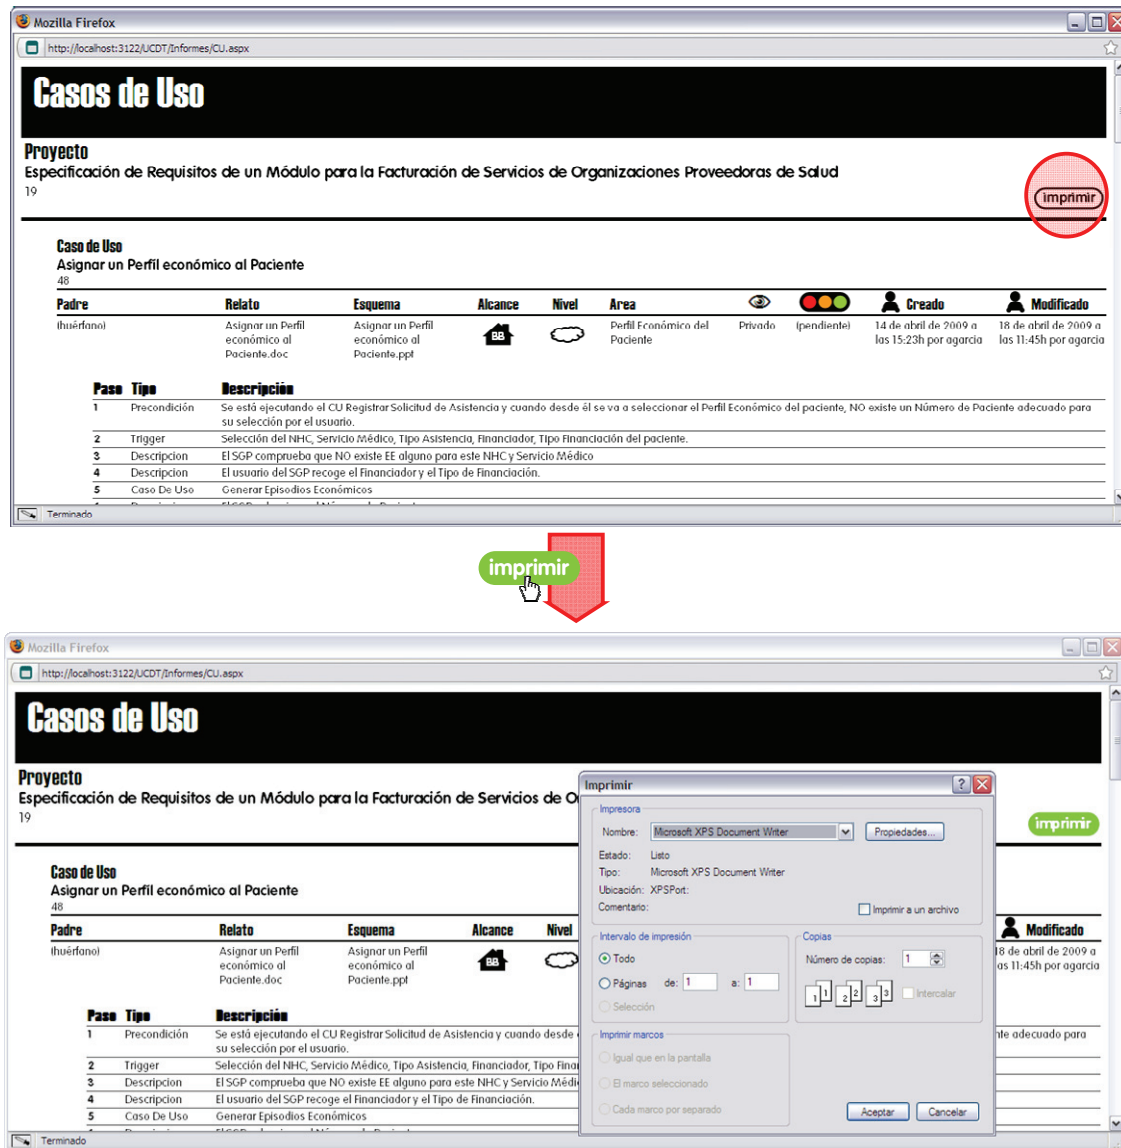 Mozilla Firefox
http://localhost:3122/UCDT/Informes/CU.aspx
Casos de Uso
Proyecto
Especificación de Requisitos de un Módulo para la Facturación de Servicios de Organizaciones Proveedoras de Salud
19
imprimir
Caso de Uso
Asignar un Perfil económico al Paciente
48
Padre Relato Esquema Alcance Nivel Area Creado Modificado
(huérfano) Asignar un Perfil Asignar un Perfil BB Perfil Económico del Privado (pendiente) 14 de abril de 2009 a 18 de abril de 2009 a
económico al económico al Paciente las 15:23h por agarcia las 11:45h por agarcia
Paciente.doc Paciente.ppt
Paso Tipo Descripción
1 Precondición Se está ejecutando el CU Registrar Solicitud de Asistencia y cuando desde él se va a seleccionar el Perfil Económico del paciente, NO existe un Número de Paciente adecuado para
su selección por el usuario.
2 Trigger Selección del NHC, Servicio Médico, Tipo Asistencia, Financiador, Tipo Financiación del paciente.
3 Descripcion El SGP comprueba que NO existe EE alguno para este NHC y Servicio Médico
4 Descripcion El usuario del SGP recoge el Financiador y el Tipo de Financiación.
5 Caso De Uso Generar Episodios Económicos
Terminado
imprimir
Mozilla Firefox
http://localhost:3122/UCDT/Informes/CU.aspx
Casos de Uso
Proyecto
Especificación de Requisitos de un Módulo para la Facturación de Servicios de O
19
imprimir
Caso de Uso
Asignar un Perfil económico al Paciente
48
Padre Relato Esquema Alcance Nivel Modificado
(huérfano) Asignar un Perfil Asignar un Perfil BB 18 de abril de 2009 a
económico al económico al as 11:45h por agarcia
Paciente.doc Paciente.ppt
Paso Tipo Descripción
1 Precondición Se está ejecutando el CU Registrar Solicitud de Asistencia y cuando desde nte adecuado para
su selección por el usuario.
2 Trigger Selección del NHC, Servicio Médico, Tipo Asistencia, Financiador, Tipo Finan
3 Descripcion El SGP comprueba que NO existe EE alguno para este NHC y Servicio Médi
4 Descripcion El usuario del SGP recoge el Financiador y el Tipo de Financiación.
5 Caso De Uso Generar Episodios Económicos
Terminado
Imprimir
Impresora
Nombre: Microsoft XPS Document Writer Propiedades...
Estado: Listo
Tipo: Microsoft XPS Document Writer
Ubicación: XPSPort:
Comentario: Imprimir a un archivo
Intervalo de impresión Copias
Todo Número de copias: 1
Páginas de: 1 a: 1
1 1 2 2 3 3 Intercalar
Selección
Imprimir marcos
Igual que en la pantalla
El marco seleccionado
Cada marco por separado
Aceptar Cancelar